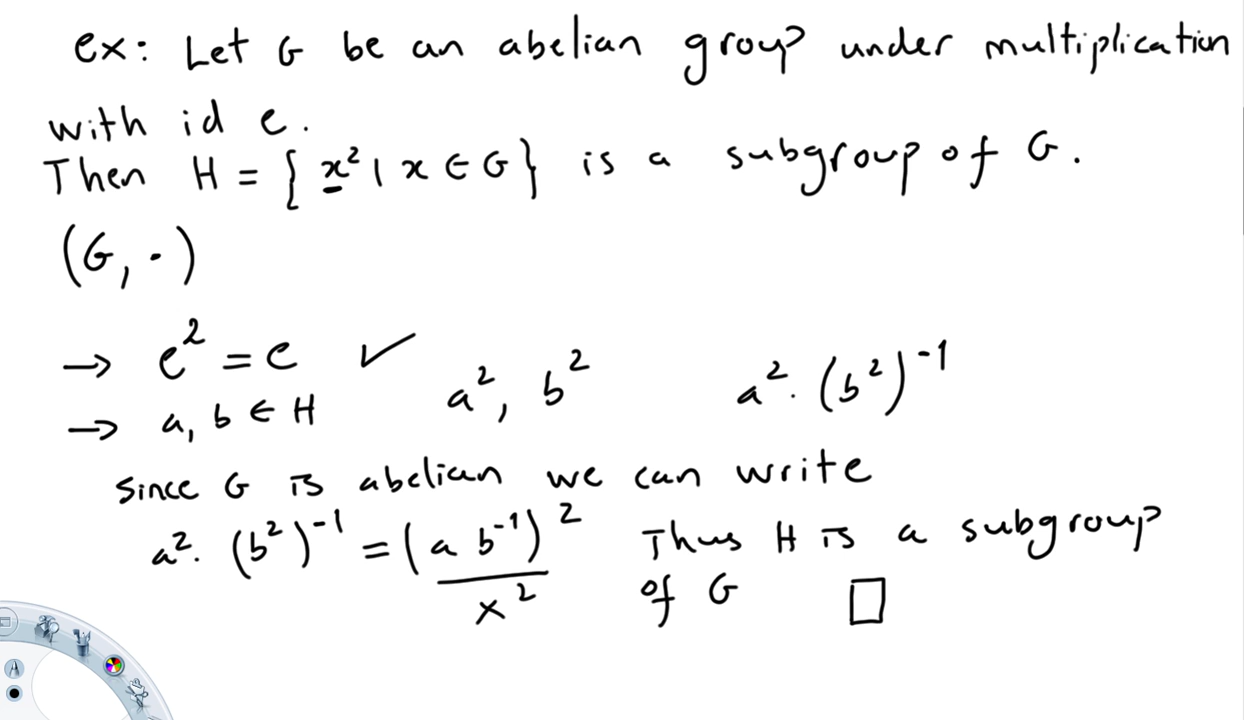 ex: Let G be an abelian group under multiplication
with id e.
Then H = { x² | x ∈ G } is a subgroup of G.
(G, ·)
→ e² = e ✓
→ a, b ∈ H a², b² a² · (b²)⁻¹
Since G is abelian we can write
a² · (b²)⁻¹ = (a b⁻¹)² Thus H is a subgroup
x² of G □